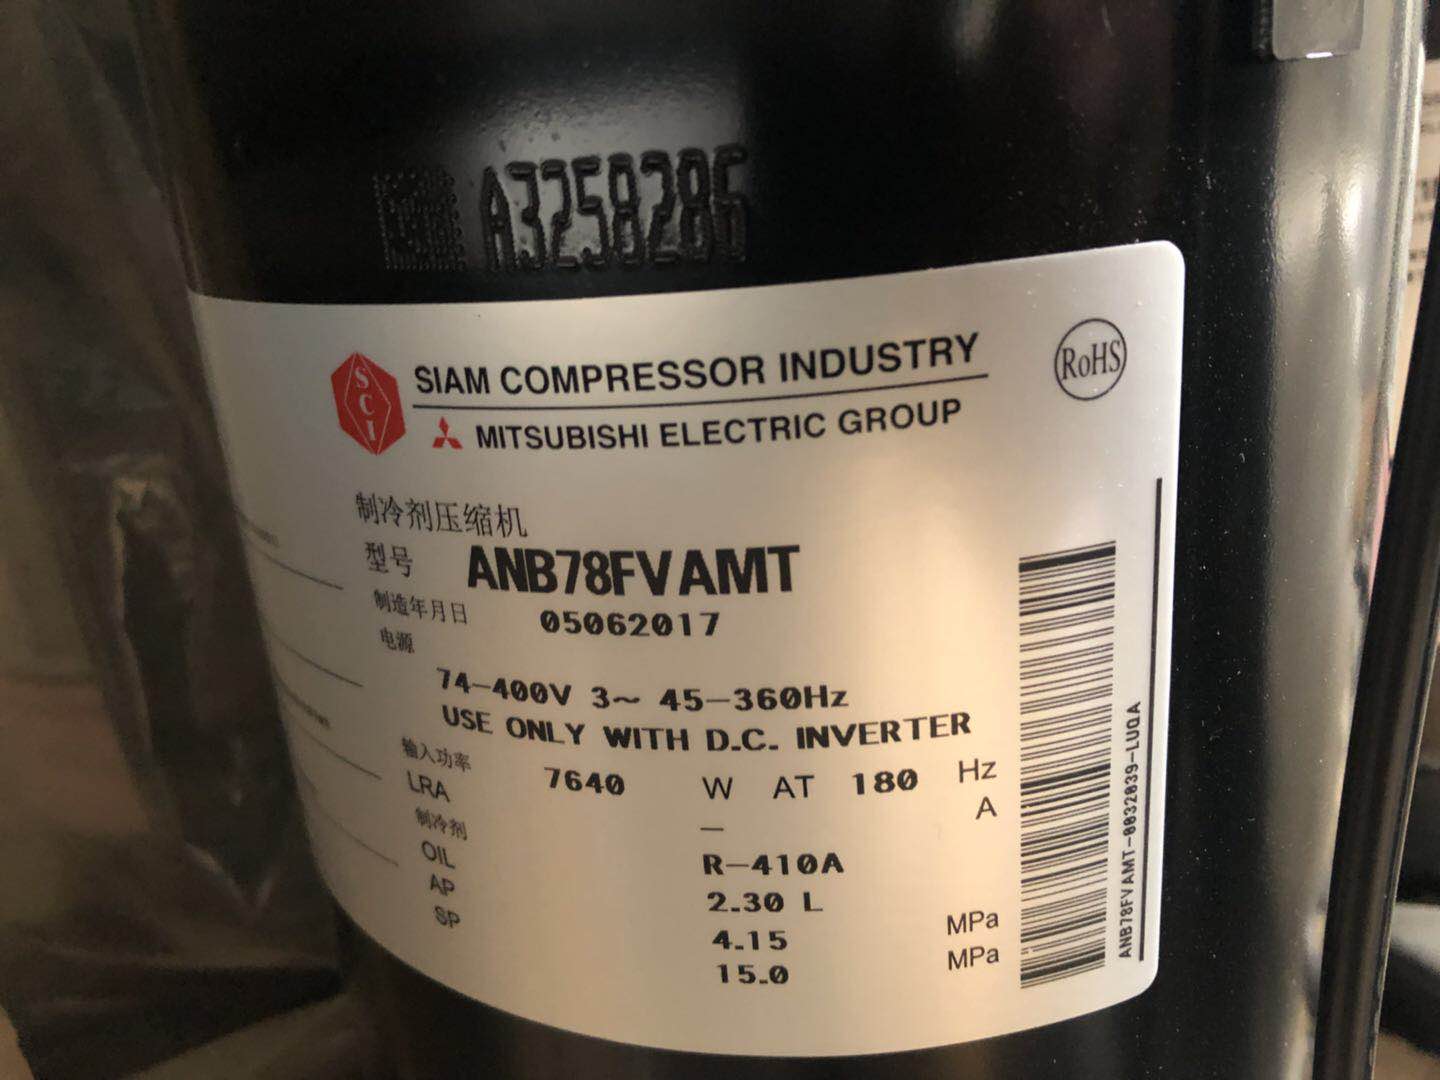 A3258286
SCI
SIAM COMPRESSOR INDUSTRY
MITSUBISHI ELECTRIC GROUP
RoHS
制冷剂压缩机
型号 ANB78FVAMT
制造年月日 05062017
电源
74-400V 3~ 45-360Hz
USE ONLY WITH D.C. INVERTER
输入功率 7640 W AT 180 Hz
LRA — A
制冷剂 R-410A
OIL 2.30 L
AP 4.15 MPa
SP 15.0 MPa
ANB78FVAMT-0032039-LUQA